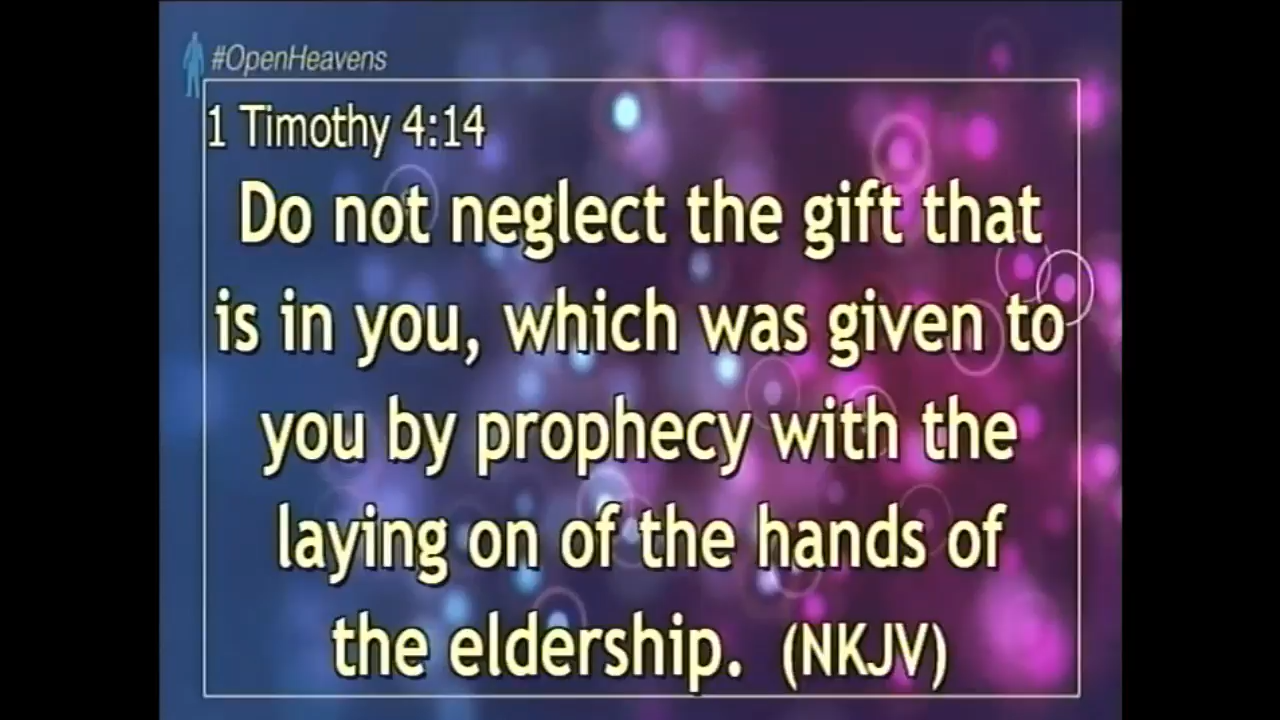 #OpenHeavens
1 Timothy 4:14
Do not neglect the gift that
is in you, which was given to
you by prophecy with the
laying on of the hands of
the eldership. (NKJV)